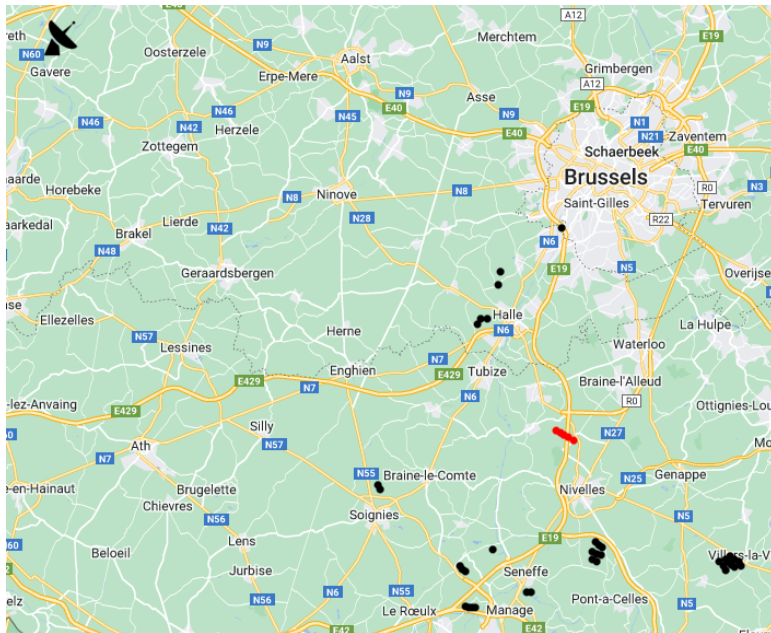 A12
E19
Merchtem
reth
N60
Gavere
Oosterzele
N9
Aalst
Erpe-Mere
Grimbergen
A12
Asse
N9
E40
E19
N46
N42
N46
Herzele
N45
N9
E40
N1
N21
Zaventem
E40
Zottegem
Schaerbeek
Brussels
aarde
Horebeke
Ninove
N8
N8
R0
N3
Saint-Gilles
Tervuren
aarkedal
Lierde
N42
N28
R22
Brakel
N6
N48
E19
N5
Geraardsbergen
Overijse
se
Ellezelles
Halle
N57
Herne
N6
La Hulpe
Lessines
Waterloo
N7
Enghien
Tubize
E429
N7
N6
Braine-l'Alleud
R0
-lez-Anvaing
E429
Ottignies-Lou
Silly
N27
Ath
N57
N7
N55
Braine-le-Comte
N25
Genappe
e-en-Hainaut
Brugelette
Nivelles
Chievres
N56
Soignies
N5
E19
Beloeil
Lens
Villers-la-V
Jurbise
Seneffe
N6
N55
Pont-a-Celles
N56
Le Rœulx
Manage
N5
elz
E42
E42